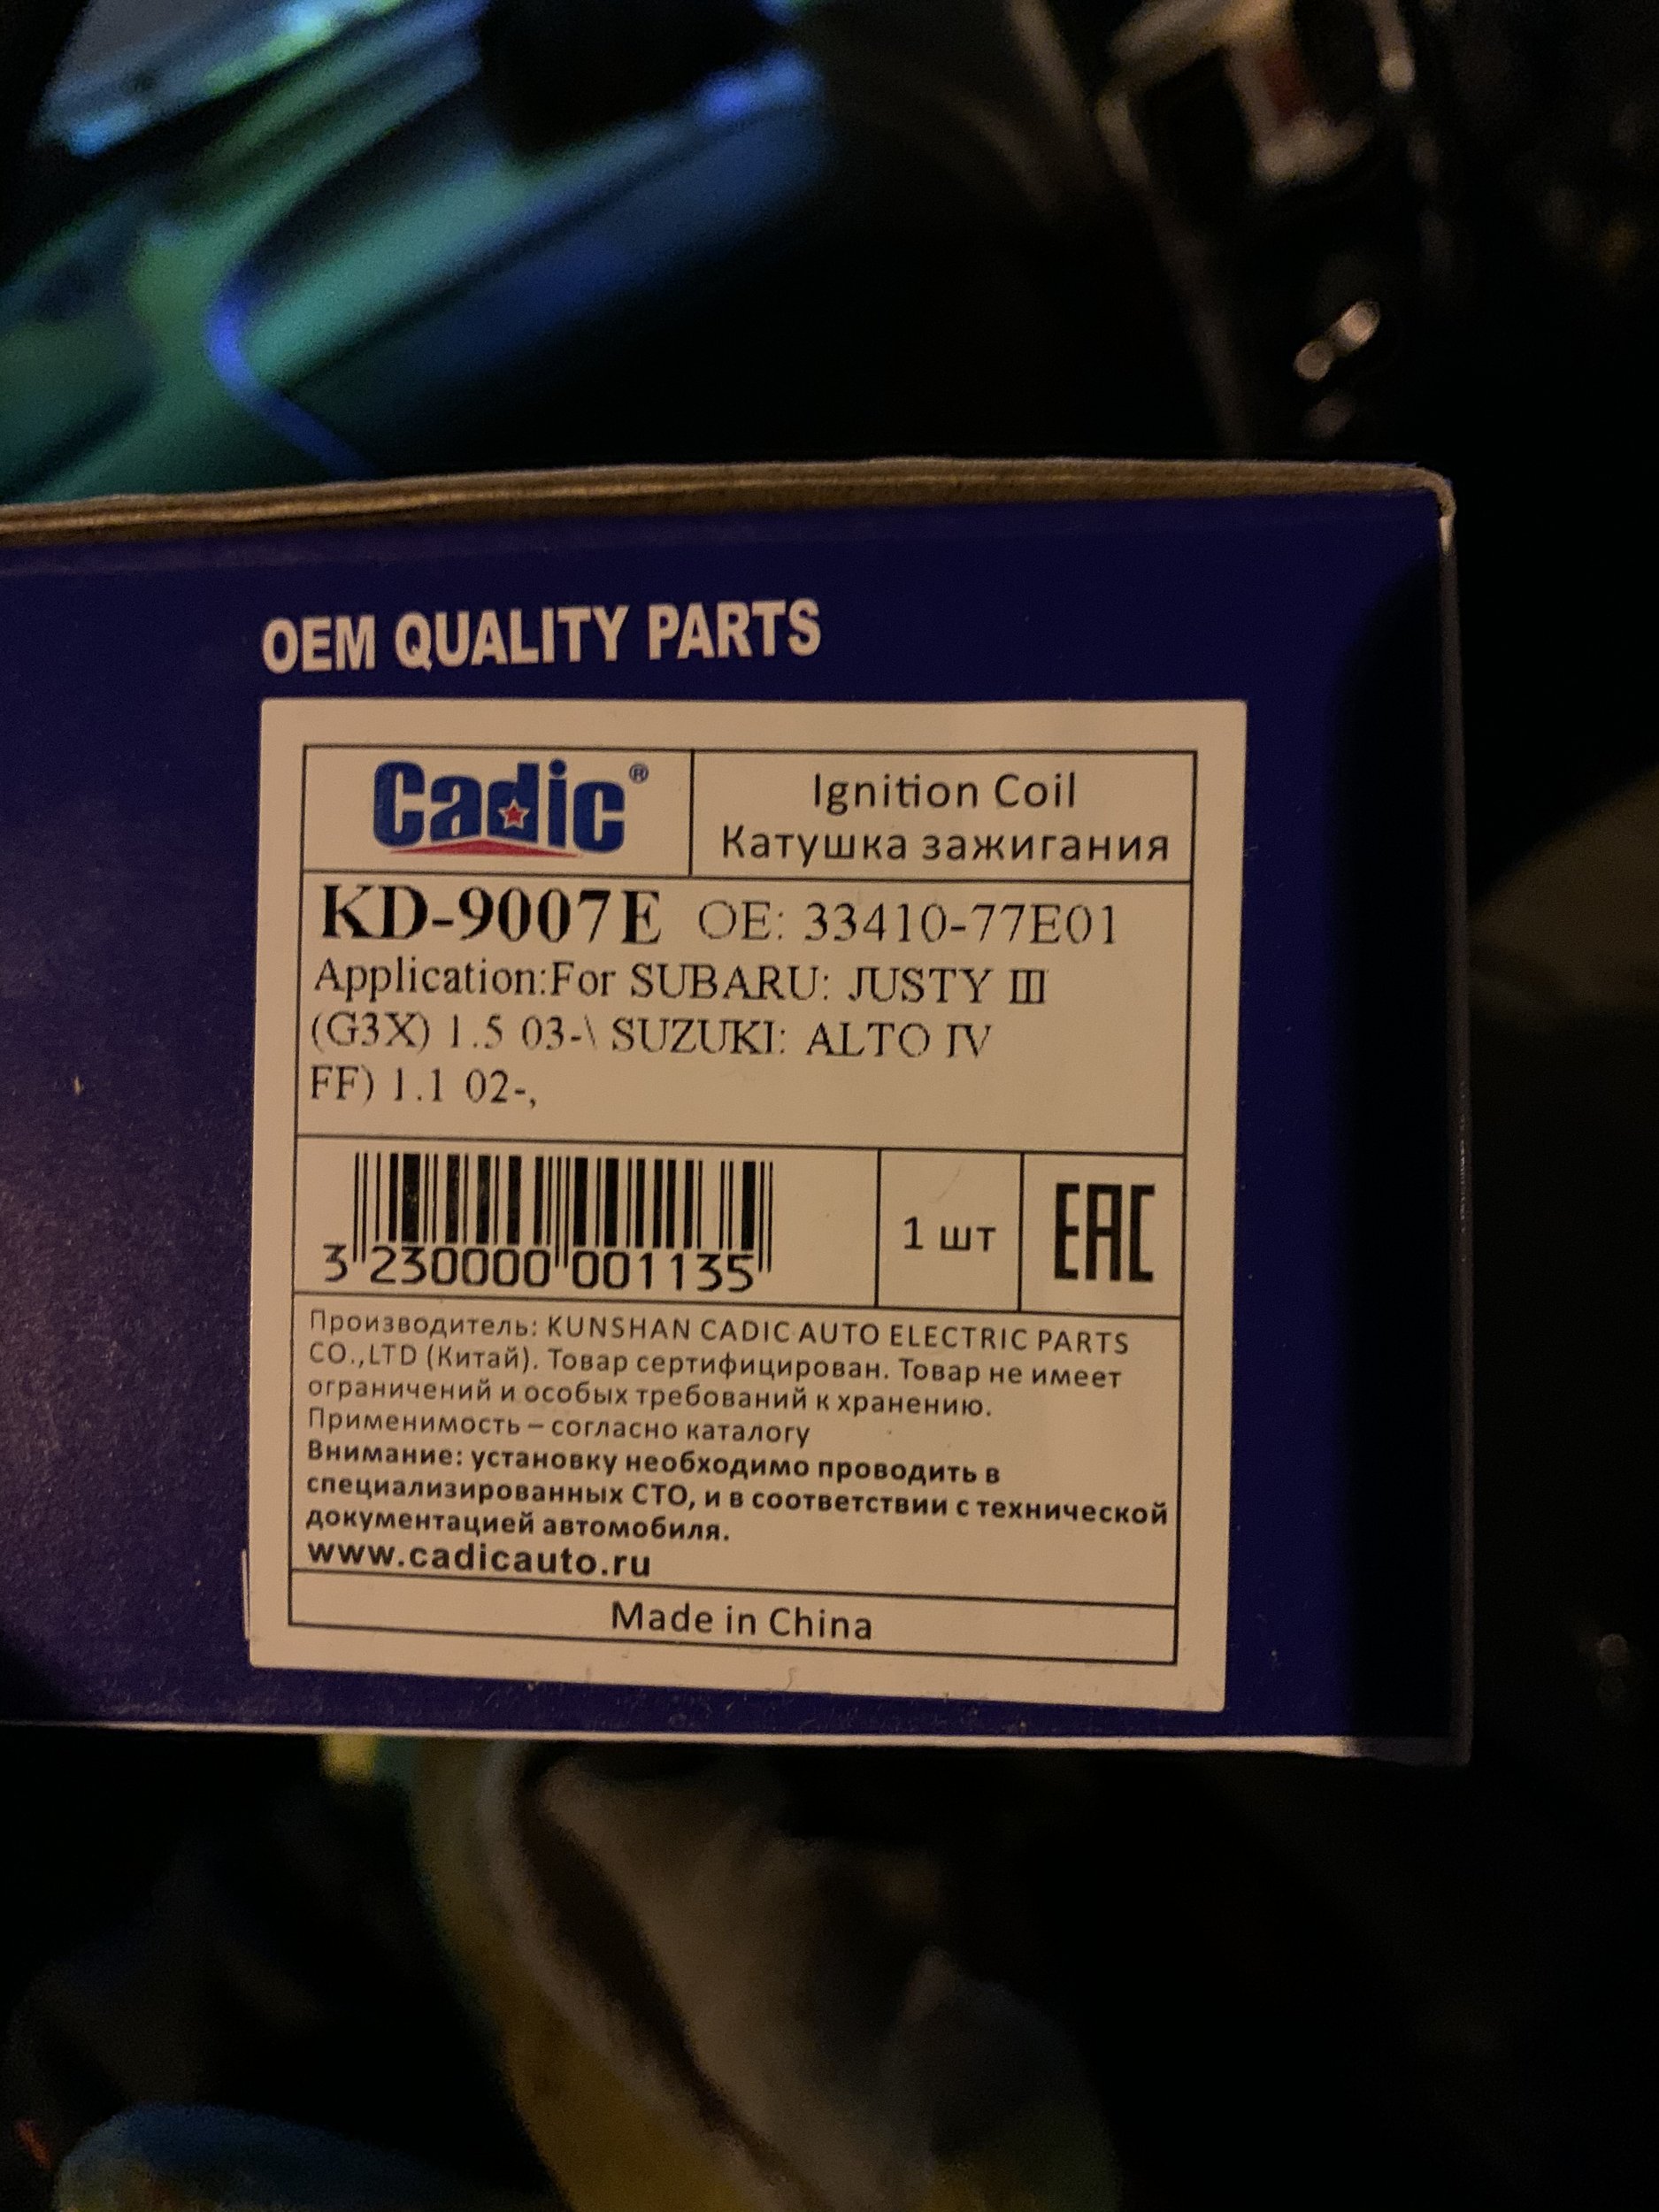 OEM QUALITY PARTS
Cadic®
Ignition Coil
Катушка зажигания
KD-9007E OE: 33410-77E01
Application:For SUBARU: JUSTY III
(G3X) 1.5 03-\ SUZUKI: ALTO IV
FF) 1.1 02-,
3 230000 001135
1 шт
EAC
Производитель: KUNSHAN CADIC AUTO ELECTRIC PARTS
CO.,LTD (Китай). Товар сертифицирован. Товар не имеет
ограничений и особых требований к хранению.
Применимость – согласно каталогу
Внимание: установку необходимо проводить в
специализированных СТО, и в соответствии с технической
документацией автомобиля.
www.cadicauto.ru
Made in China